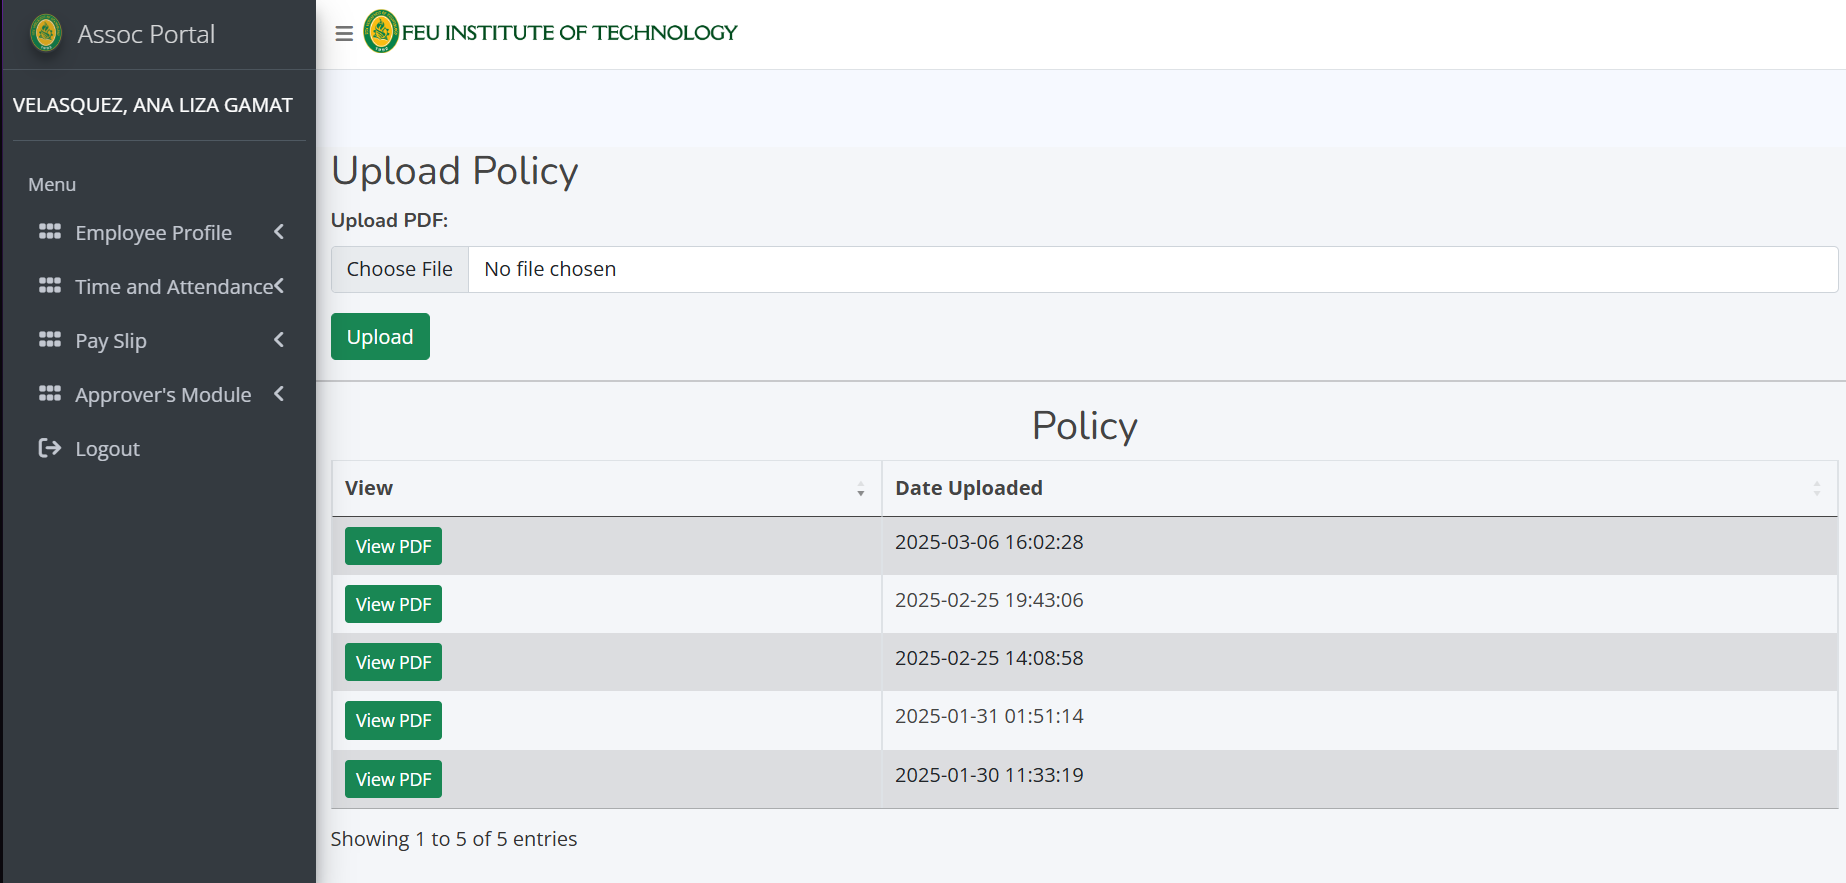 Assoc Portal
FEU INSTITUTE OF TECHNOLOGY
VELASQUEZ, ANA LIZA GAMAT
Menu
Employee Profile
Time and Attendance
Pay Slip
Approver's Module
Logout
Upload Policy
Upload PDF:
Choose File No file chosen
Upload
Policy
View Date Uploaded
View PDF 2025-03-06 16:02:28
View PDF 2025-02-25 19:43:06
View PDF 2025-02-25 14:08:58
View PDF 2025-01-31 01:51:14
View PDF 2025-01-30 11:33:19
Showing 1 to 5 of 5 entries